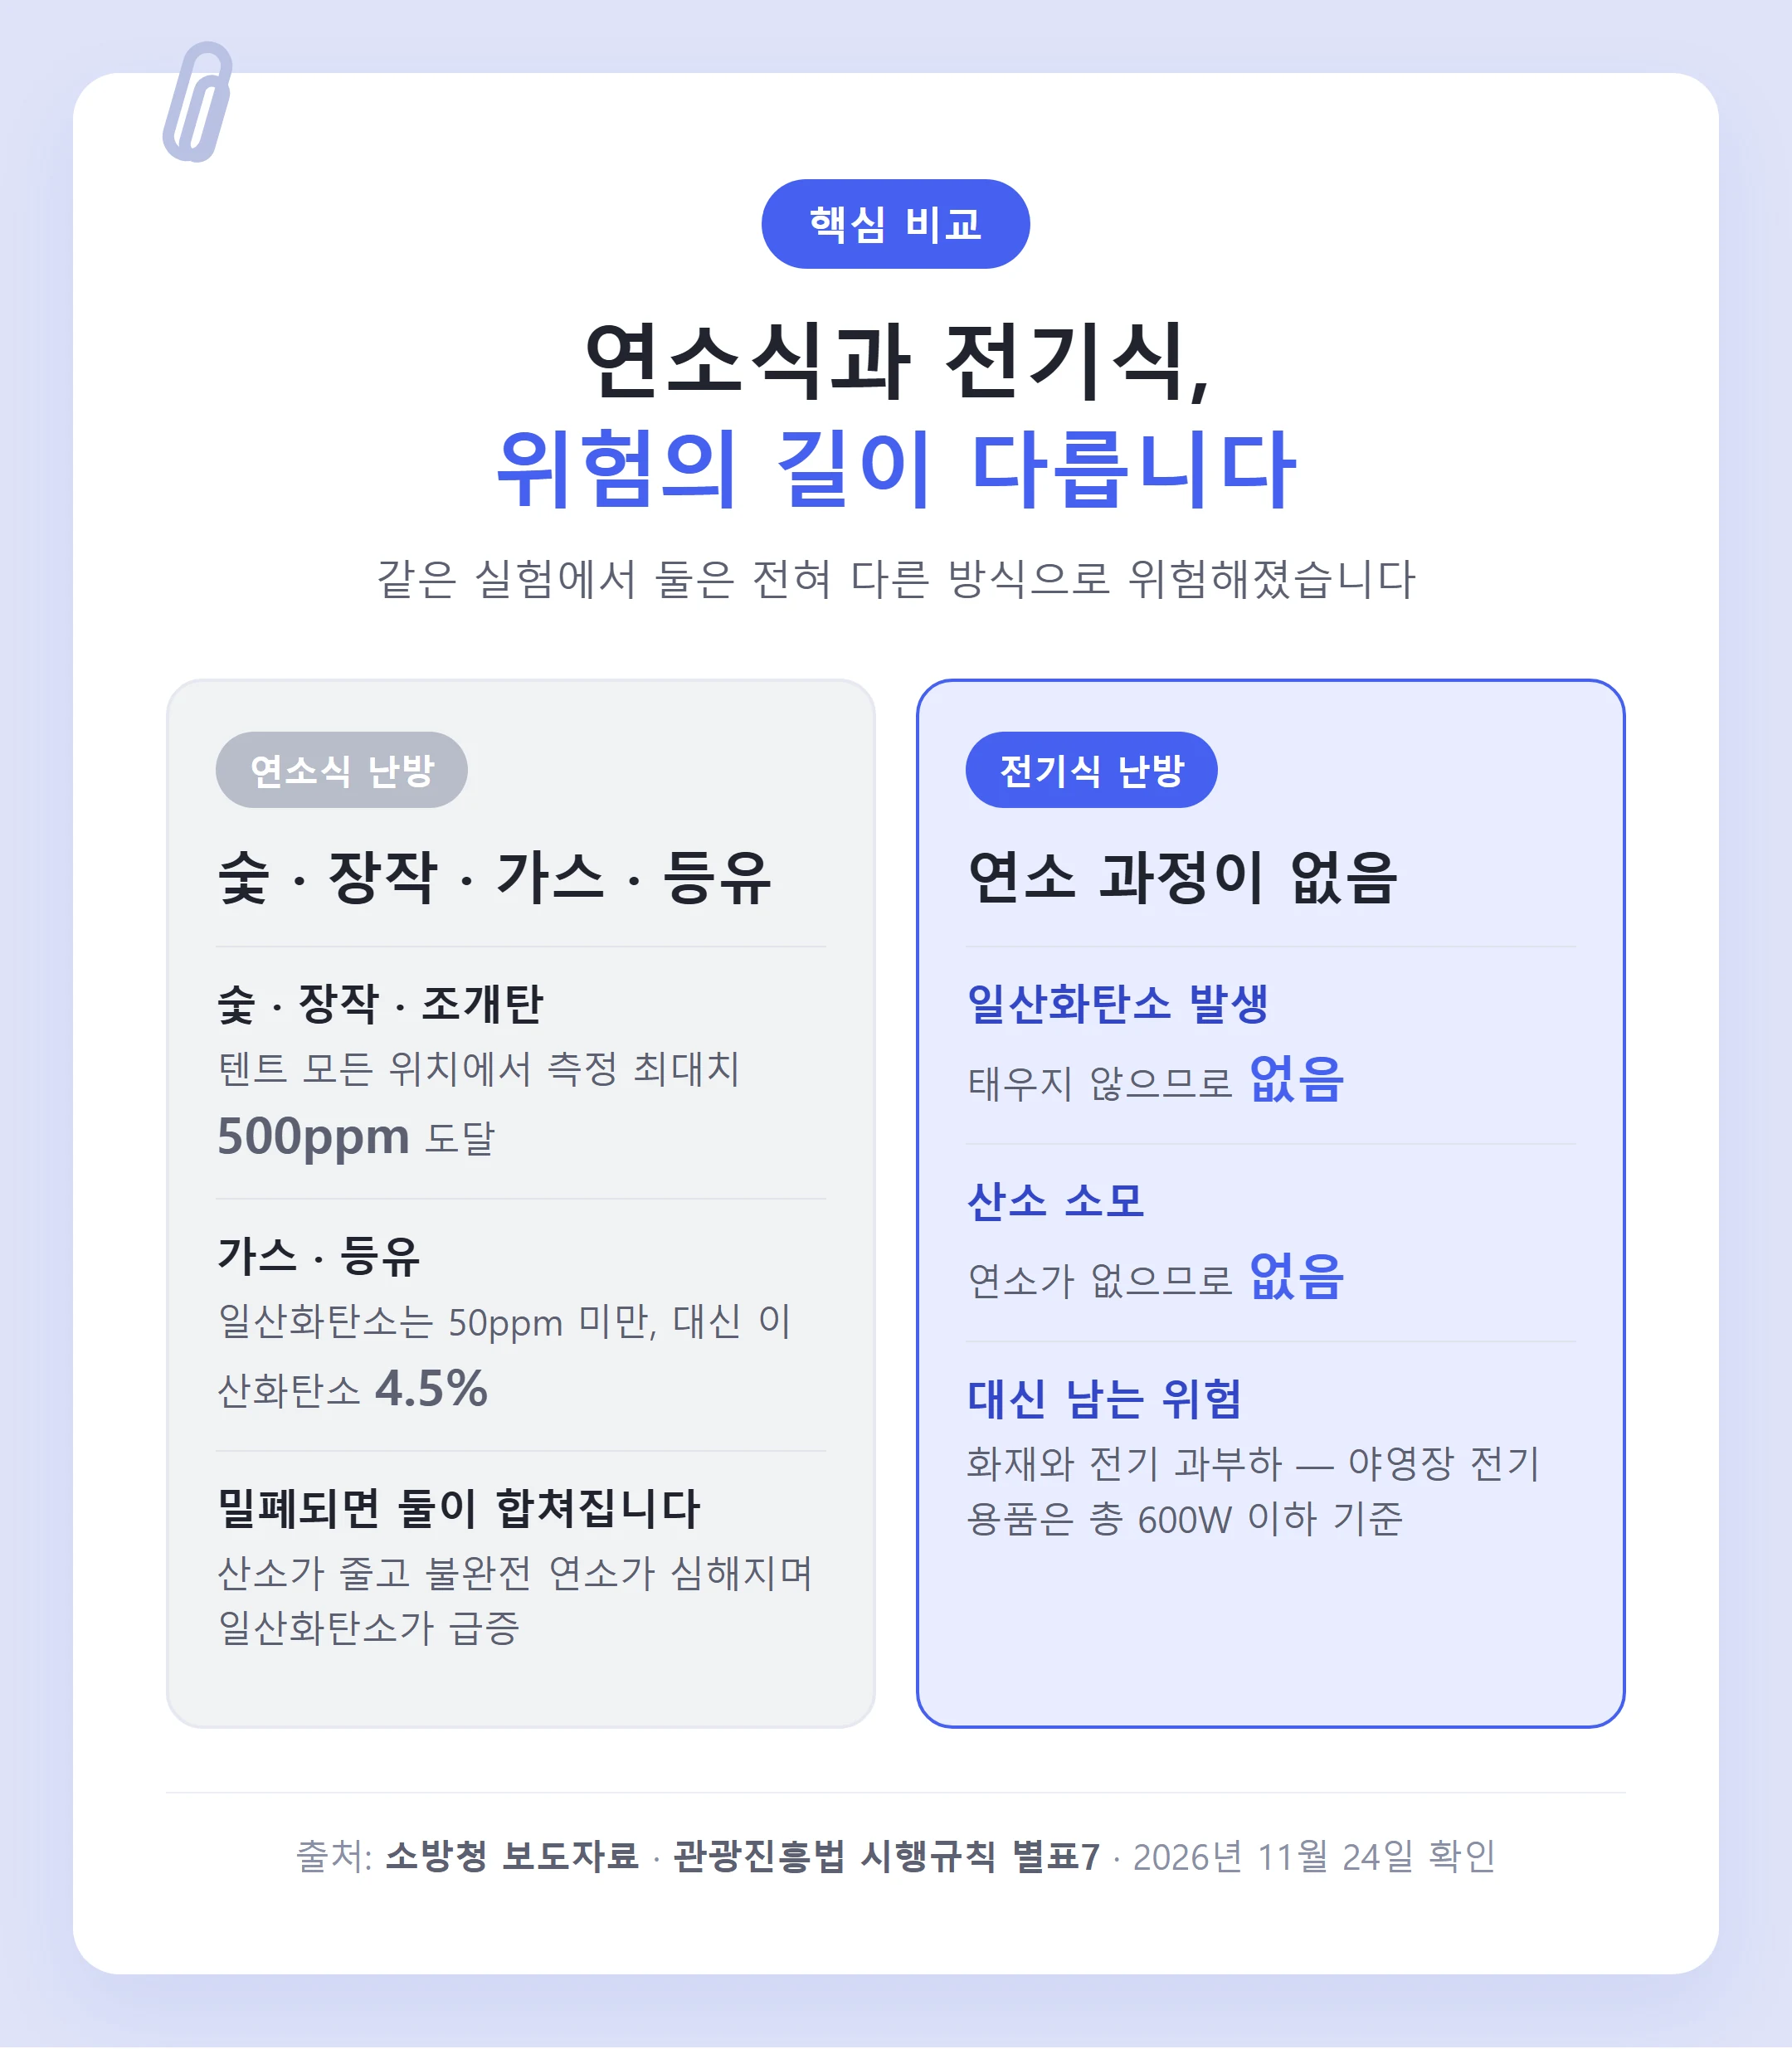 핵심 비교
연소식과 전기식,
위험의 길이 다릅니다
같은 실험에서 둘은 전혀 다른 방식으로 위험해졌습니다
연소식 난방
숯 · 장작 · 가스 · 등유
숯 · 장작 · 조개탄
텐트 모든 위치에서 측정 최대치
500ppm 도달
가스 · 등유
일산화탄소는 50ppm 미만, 대신 이
산화탄소 4.5%
밀폐되면 둘이 합쳐집니다
산소가 줄고 불완전 연소가 심해지며
일산화탄소가 급증
전기식 난방
연소 과정이 없음
일산화탄소 발생
태우지 않으므로 없음
산소 소모
연소가 없으므로 없음
대신 남는 위험
화재와 전기 과부하 — 야영장 전기
용품은 총 600W 이하 기준
출처: 소방청 보도자료 · 관광진흥법 시행규칙 별표7 · 2026년 11월 24일 확인